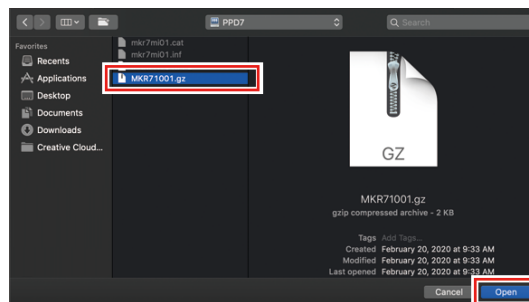 PPD7
Search
Favorites
Recents
Applications
Desktop
Documents
Downloads
Creative Cloud...
mkr7mi01.cat
mkr7mi01.inf
MKR71001.gz
GZ
MKR71001.gz
gzip compressed archive - 2 KB
Tags Add Tags...
Created February 20, 2020 at 9:33 AM
Modified February 20, 2020 at 9:33 AM
Last opened February 20, 2020 at 9:33 AM
Cancel
Open